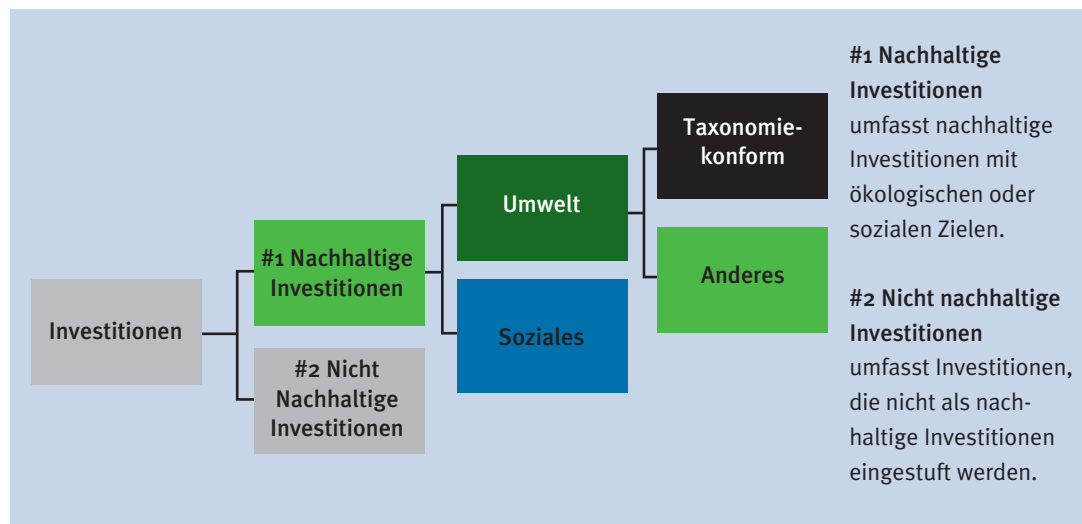 Investitionen
#1 Nachhaltige
Investitionen
#2 Nicht
Nachhaltige
Investitionen
Umwelt
Soziales
Taxonomie-
konform
Anderes
#1 Nachhaltige
Investitionen
umfasst nachhaltige
Investitionen mit
ökologischen oder
sozialen Zielen.
#2 Nicht nachhaltige
Investitionen
umfasst Investitionen,
die nicht als nach-
haltige Investitionen
eingestuft werden.